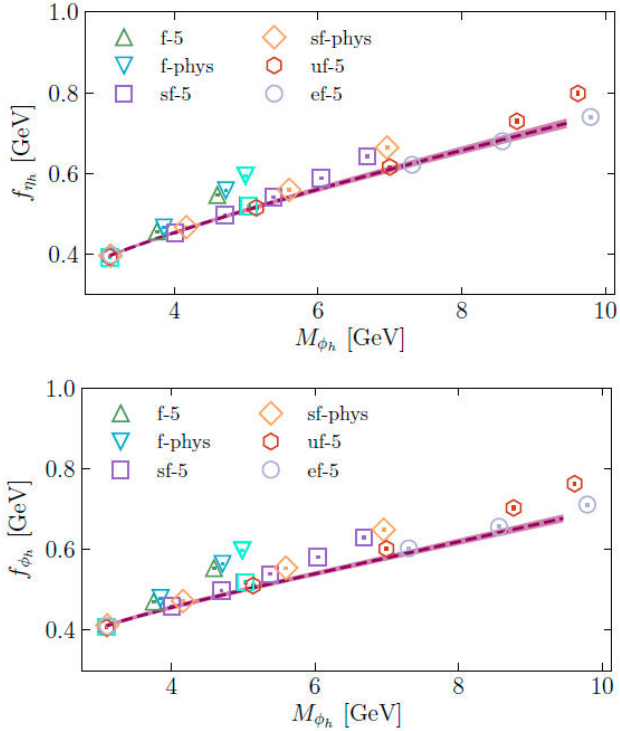 1.0
0.8
0.6
0.4
f_{η_h} [GeV]
f-5
f-phys
sf-5
sf-phys
uf-5
ef-5
4 6 8 10
M_{ϕ_h} [GeV]
1.0
0.8
0.6
0.4
f_{ϕ_h} [GeV]
f-5
f-phys
sf-5
sf-phys
uf-5
ef-5
4 6 8 10
M_{ϕ_h} [GeV]